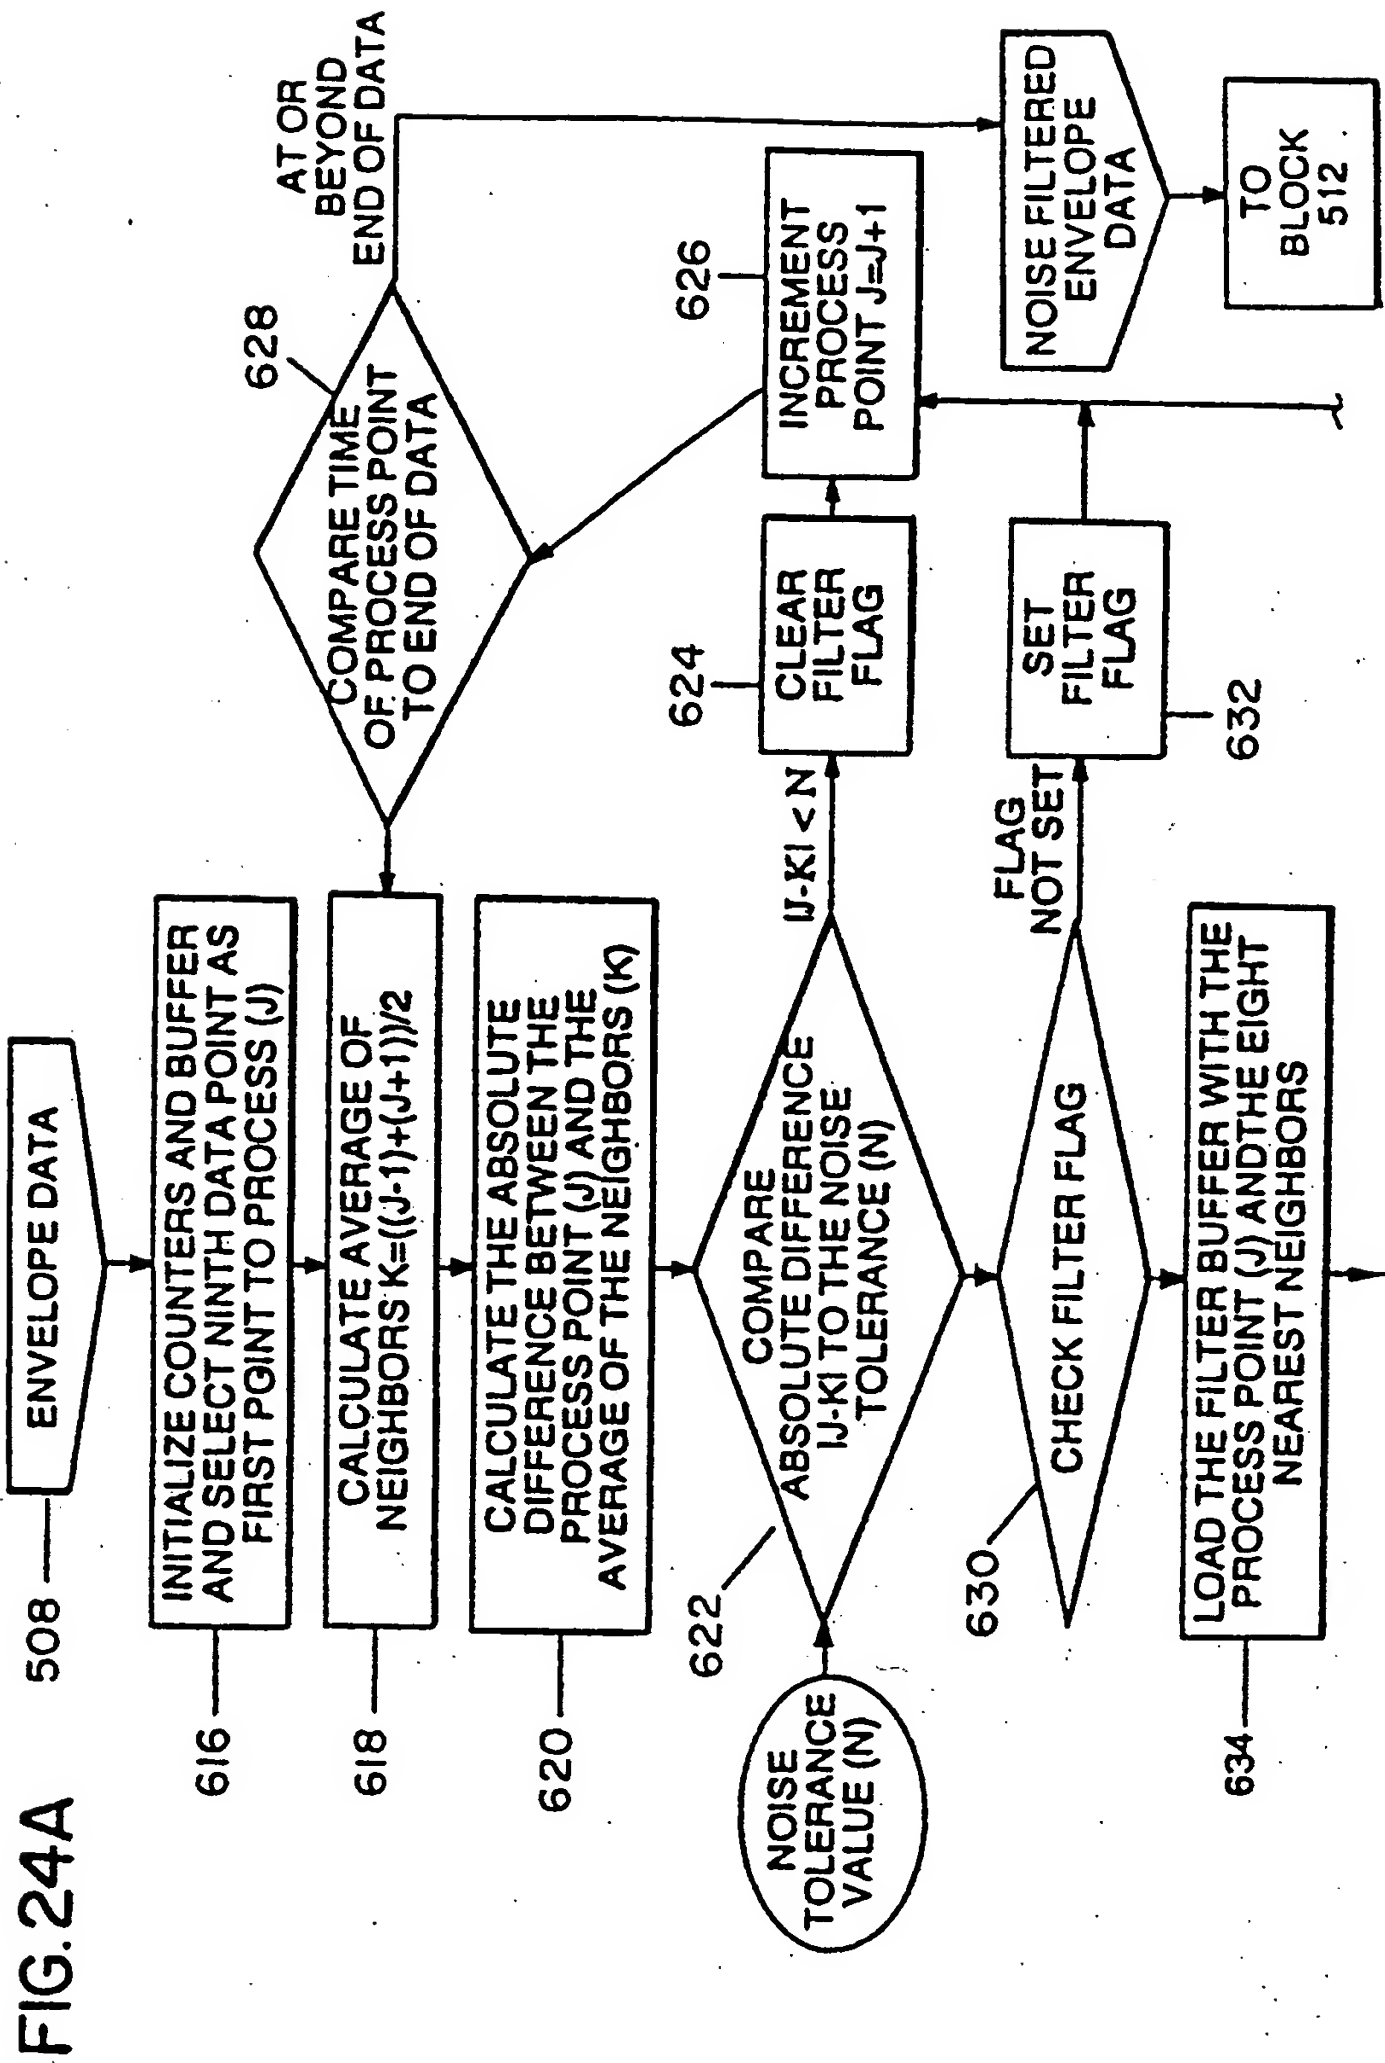 FIG.24A
508
ENVELOPE DATA
616
INITIALIZE COUNTERS AND BUFFER
AND SELECT NINTH DATA POINT AS
FIRST POINT TO PROCESS (J)
618
CALCULATE AVERAGE OF
NEIGHBORS K=((J-1)+(J+1))/2
620
CALCULATE THE ABSOLUTE
DIFFERENCE BETWEEN THE
PROCESS POINT (J) AND THE
AVERAGE OF THE NEIGHBORS (K)
628
COMPARE TIME
OF PROCESS POINT
TO END OF DATA
AT OR
BEYOND
END OF DATA
NOISE
TOLERANCE
VALUE (N)
622
COMPARE
ABSOLUTE DIFFERENCE
|J-K| TO THE NOISE
TOLERANCE (N)
|J-K| < N
624
CLEAR
FILTER
FLAG
626
INCREMENT
PROCESS
POINT J=J+1
630
CHECK FILTER FLAG
FLAG
NOT SET
SET
FILTER
FLAG
632
NOISE FILTERED
ENVELOPE
DATA
TO
BLOCK
512
634
LOAD THE FILTER BUFFER WITH THE
PROCESS POINT (J) ANDTHE EIGHT
NEAREST NEIGHBORS